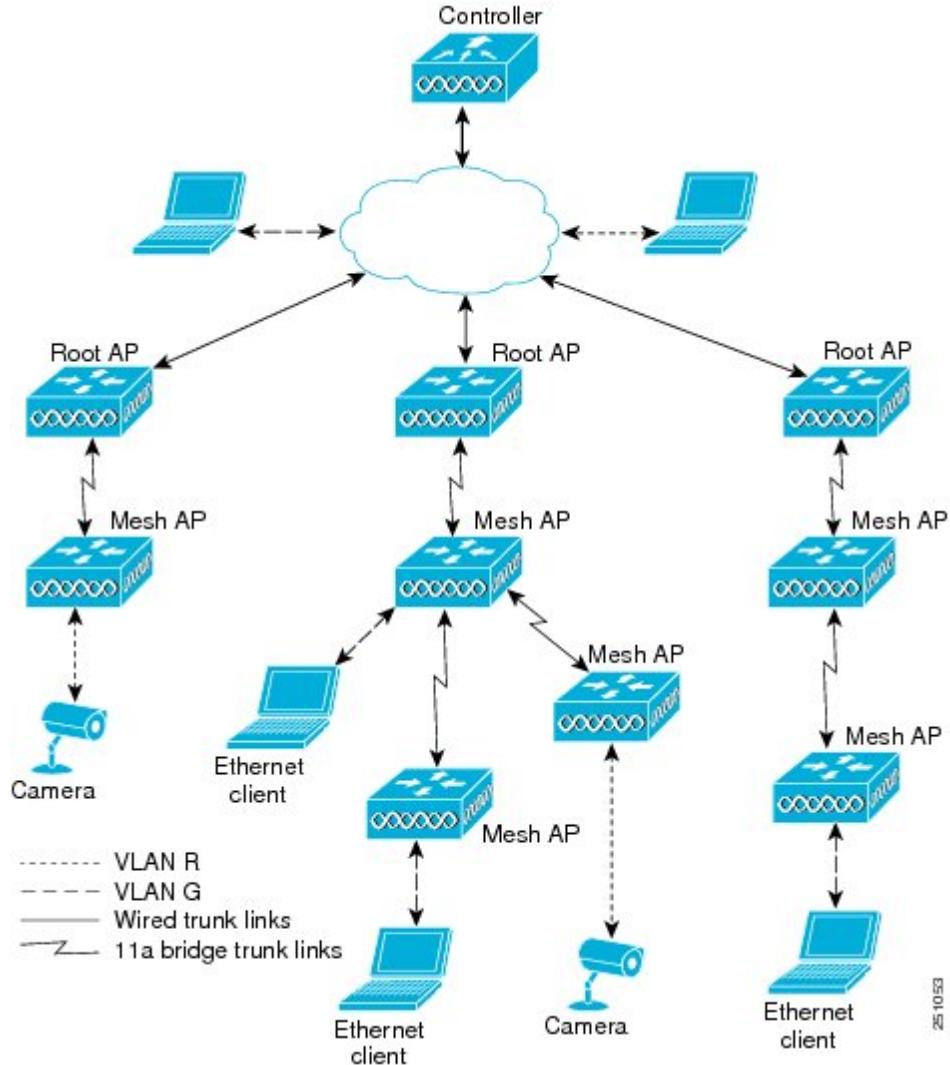 Controller
Root AP
Root AP
Root AP
Mesh AP
Mesh AP
Mesh AP
Mesh AP
Mesh AP
Camera
Ethernet
client
Mesh AP
VLAN R
VLAN G
Wired trunk links
11a bridge trunk links
Ethernet
client
Camera
Ethernet
client
251053